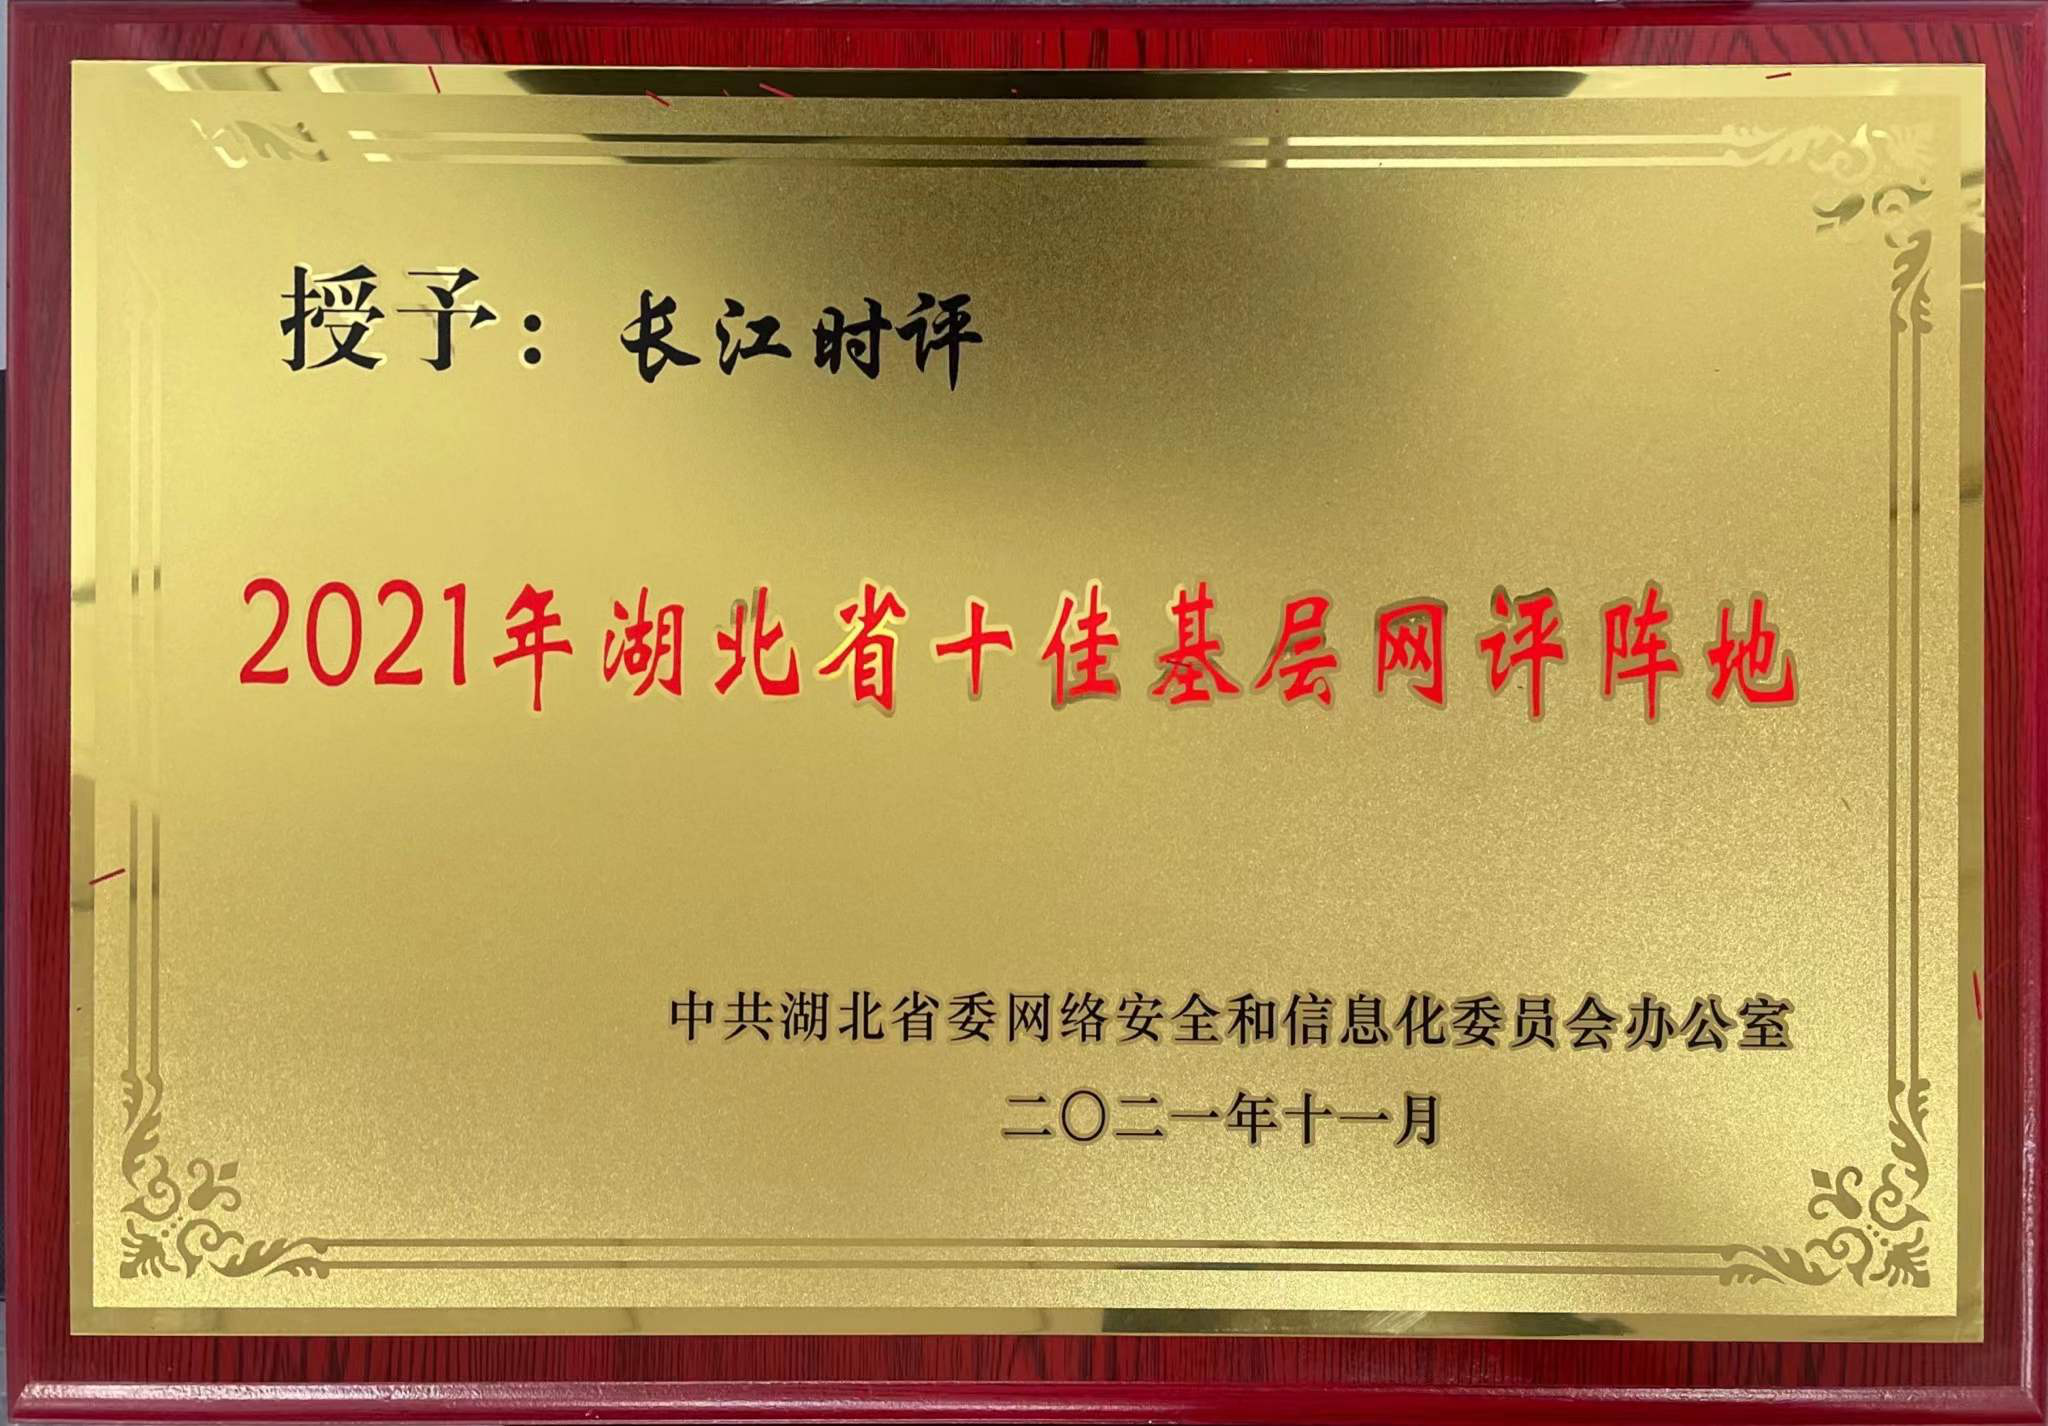 授予：长江时评
2021年湖北省十佳基层网评阵地
中共湖北省委网络安全和信息化委员会办公室
二〇二一年十一月